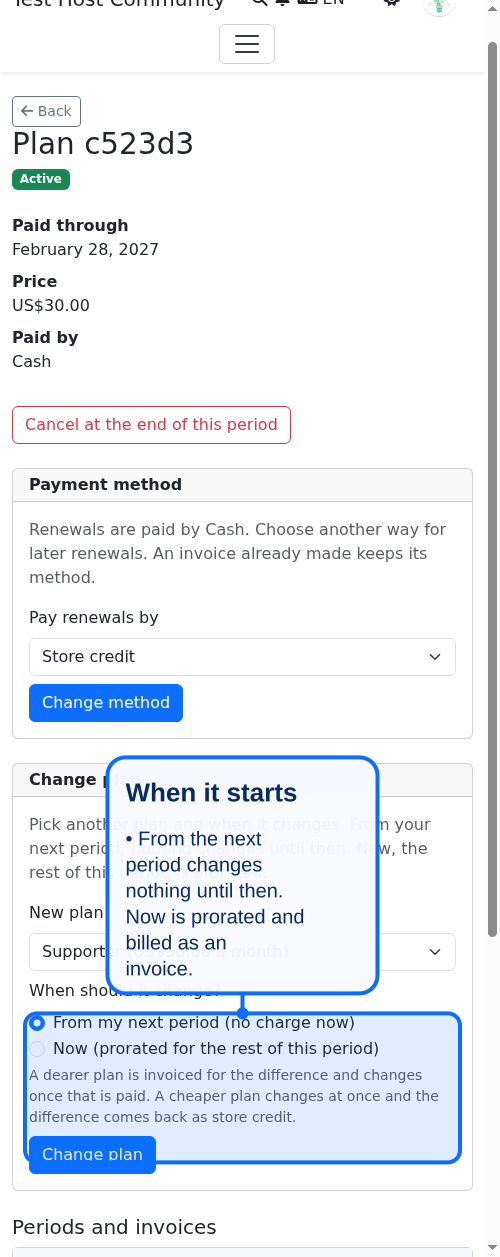 Test Host Community
EN
← Back
Plan c523d3
Active
Paid through
February 28, 2027
Price
US$30.00
Paid by
Cash
Cancel at the end of this period
Payment method
Renewals are paid by Cash. Choose another way for
later renewals. An invoice already made keeps its
method.
Pay renewals by
Store credit
Change method
Change plan
When it starts
• From the next
period changes
nothing until then.
Now is prorated and
billed as an
invoice.
Pick another plan and when it changes. From your
next period, until then. Now, the
rest of this
New plan
Supporter a month)
When should it change?
From my next period (no charge now)
Now (prorated for the rest of this period)
A dearer plan is invoiced for the difference and changes
once that is paid. A cheaper plan changes at once and the
difference comes back as store credit.
Change plan
Periods and invoices